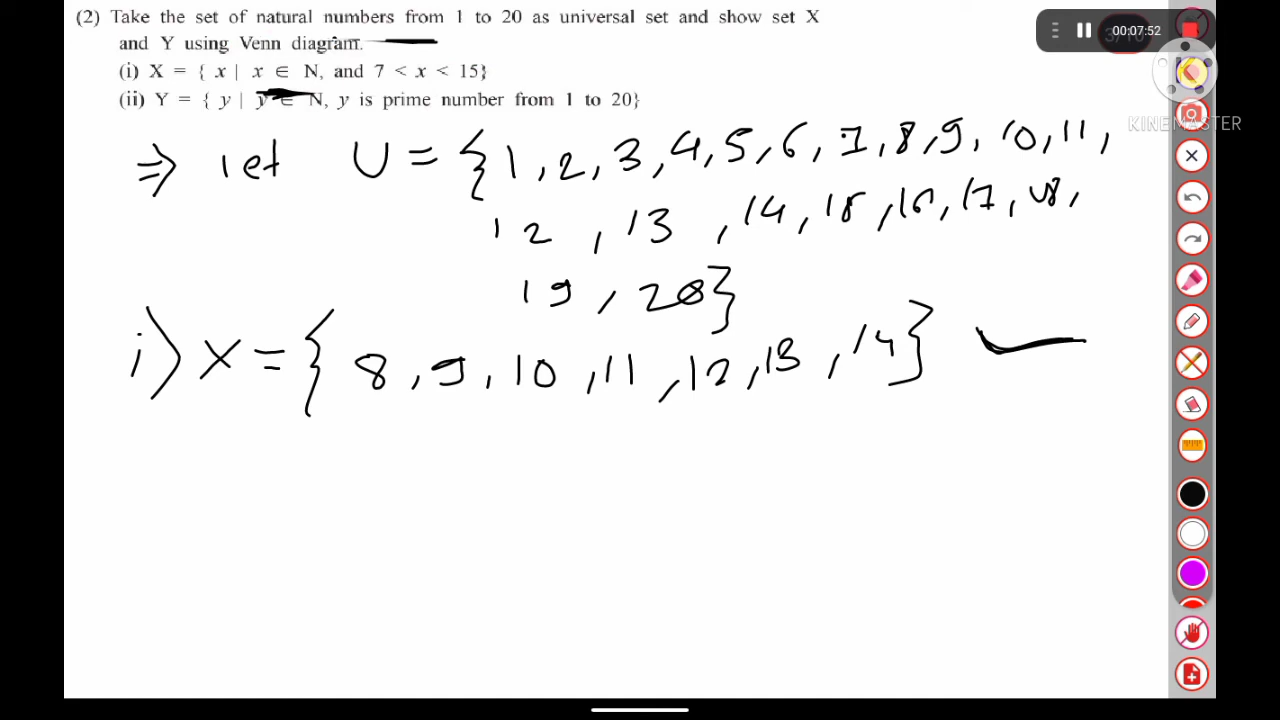 (2) Take the set of natural numbers from 1 to 20 as universal set and show set X
and Y using Venn diagram.
(i) X = { x | x ∈ N, and 7 < x < 15}
(ii) Y = { y | y ∈ N, y is prime number from 1 to 20}
⇒ let U = {1, 2, 3, 4, 5, 6, 7, 8, 9, 10, 11,
12, 13, 14, 15, 16, 17, 18,
19, 20}
i) X = { 8, 9, 10, 11, 12, 13, 14}
00:07:52
KINEMASTER